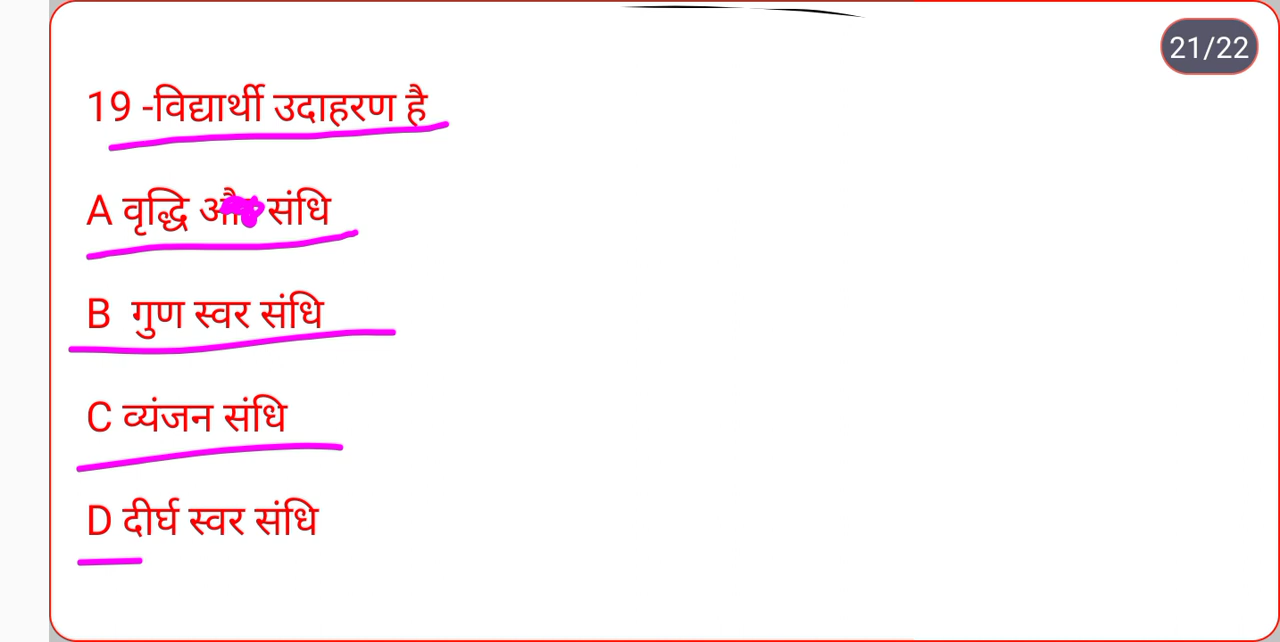 21/22
19 -विद्यार्थी उदाहरण है
A वृद्धि संधि
B गुण स्वर संधि
C व्यंजन संधि
D दीर्घ स्वर संधि